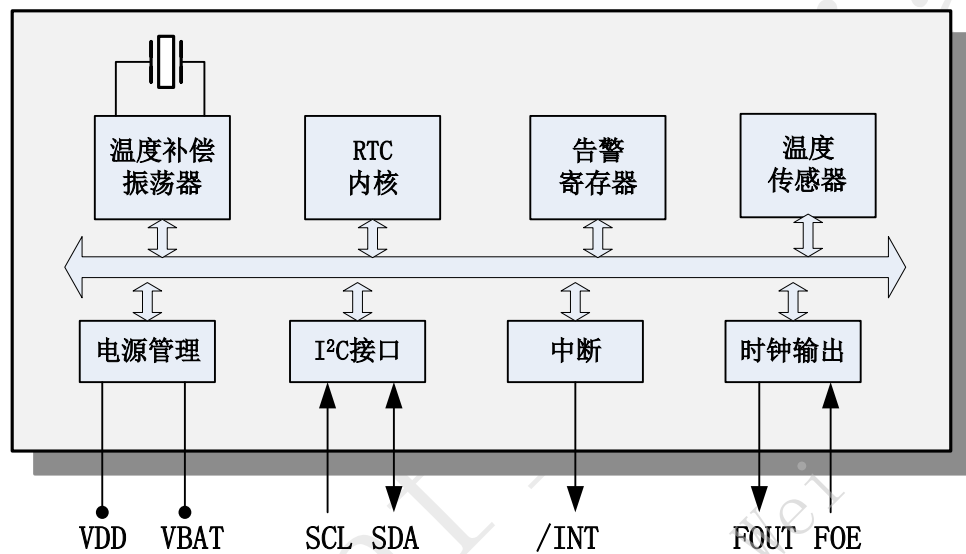 温度补偿
振荡器
RTC
内核
告警
寄存器
温度
传感器
电源管理
I²C接口
中断
时钟输出
VDD VBAT SCL SDA /INT FOUT FOE